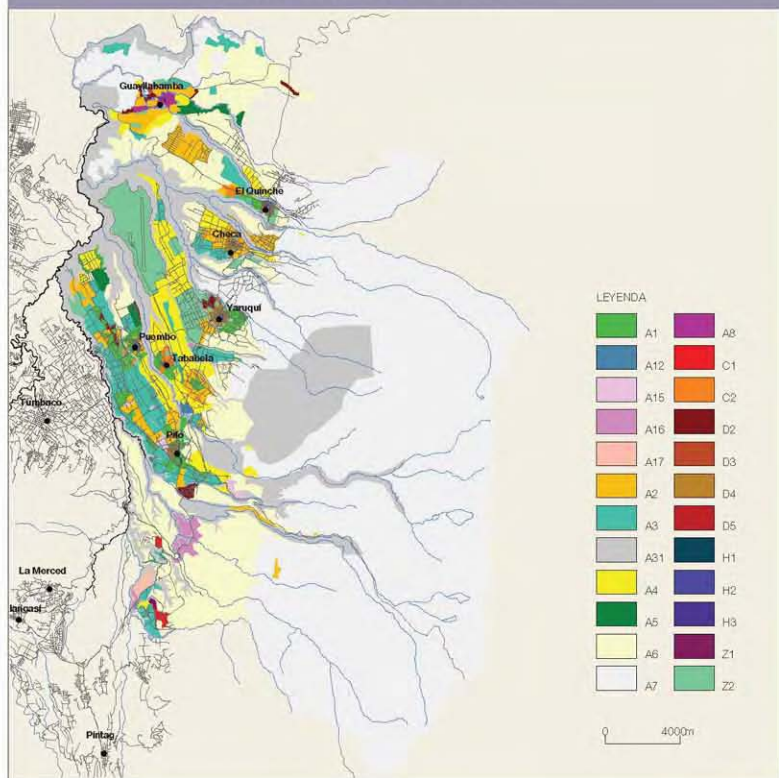 Guayllabamba
El Quinche
Checa
Yaruquí
Puembo
Tababela
Tumbaco
Pifo
La Merced
Pintag
LEYENDA
A1 A8
A12 C1
A15 C2
A16 D2
A17 D3
A2 D4
A3 D5
A31 H1
A4 H2
A5 H3
A6 Z1
A7 Z2
0 4000m